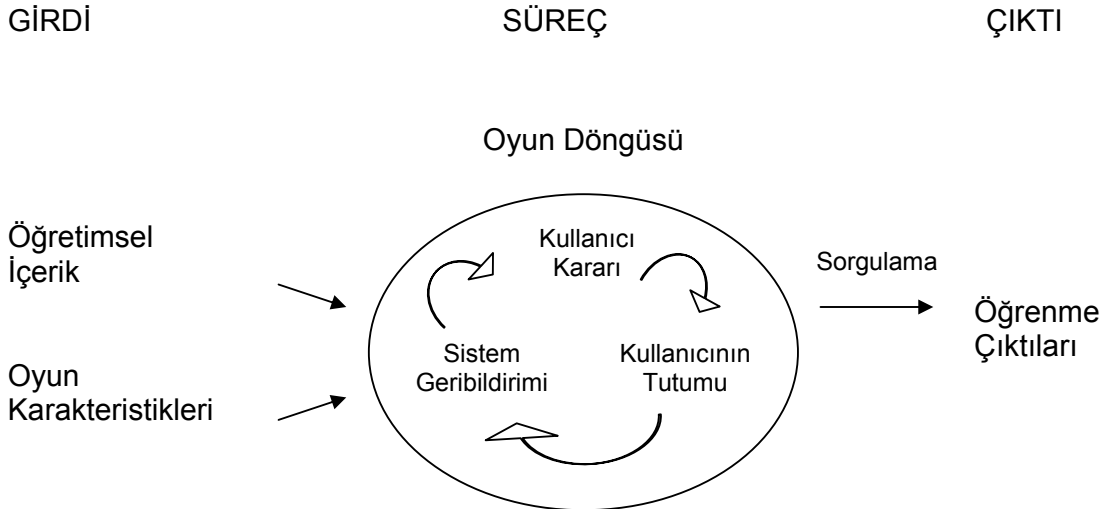 GİRDİ
SÜREÇ
ÇIKTI
Oyun Döngüsü
Öğretimsel
İçerik
Oyun
Karakteristikleri
Kullanıcı
Kararı
Sistem
Geribildirimi
Kullanıcının
Tutumu
Sorgulama
Öğrenme
Çıktıları